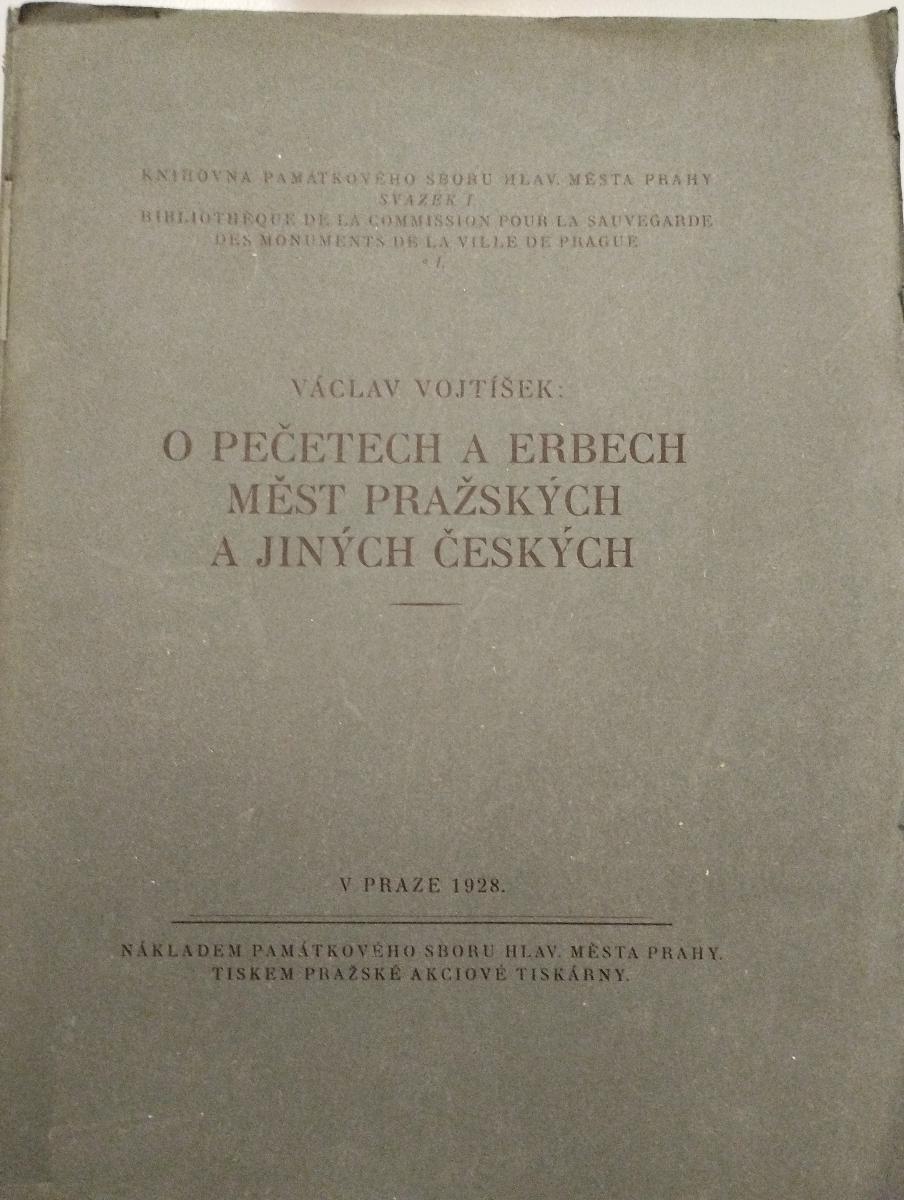 KNIHOVNA PAMÁTKOVÉHO SBORU HLAV. MĚSTA PRAHY
SVAZEK I.
BIBLIOTHÈQUE DE LA COMMISSION POUR LA SAUVEGARDE
DES MONUMENTS DE LA VILLE DE PRAGUE
I.
VÁCLAV VOJTÍŠEK:
O PEČETECH A ERBECH
MĚST PRAŽSKÝCH
A JINÝCH ČESKÝCH
V PRAZE 1928.
NÁKLADEM PAMÁTKOVÉHO SBORU HLAV. MĚSTA PRAHY.
TISKEM PRAŽSKÉ AKCIOVÉ TISKÁRNY.